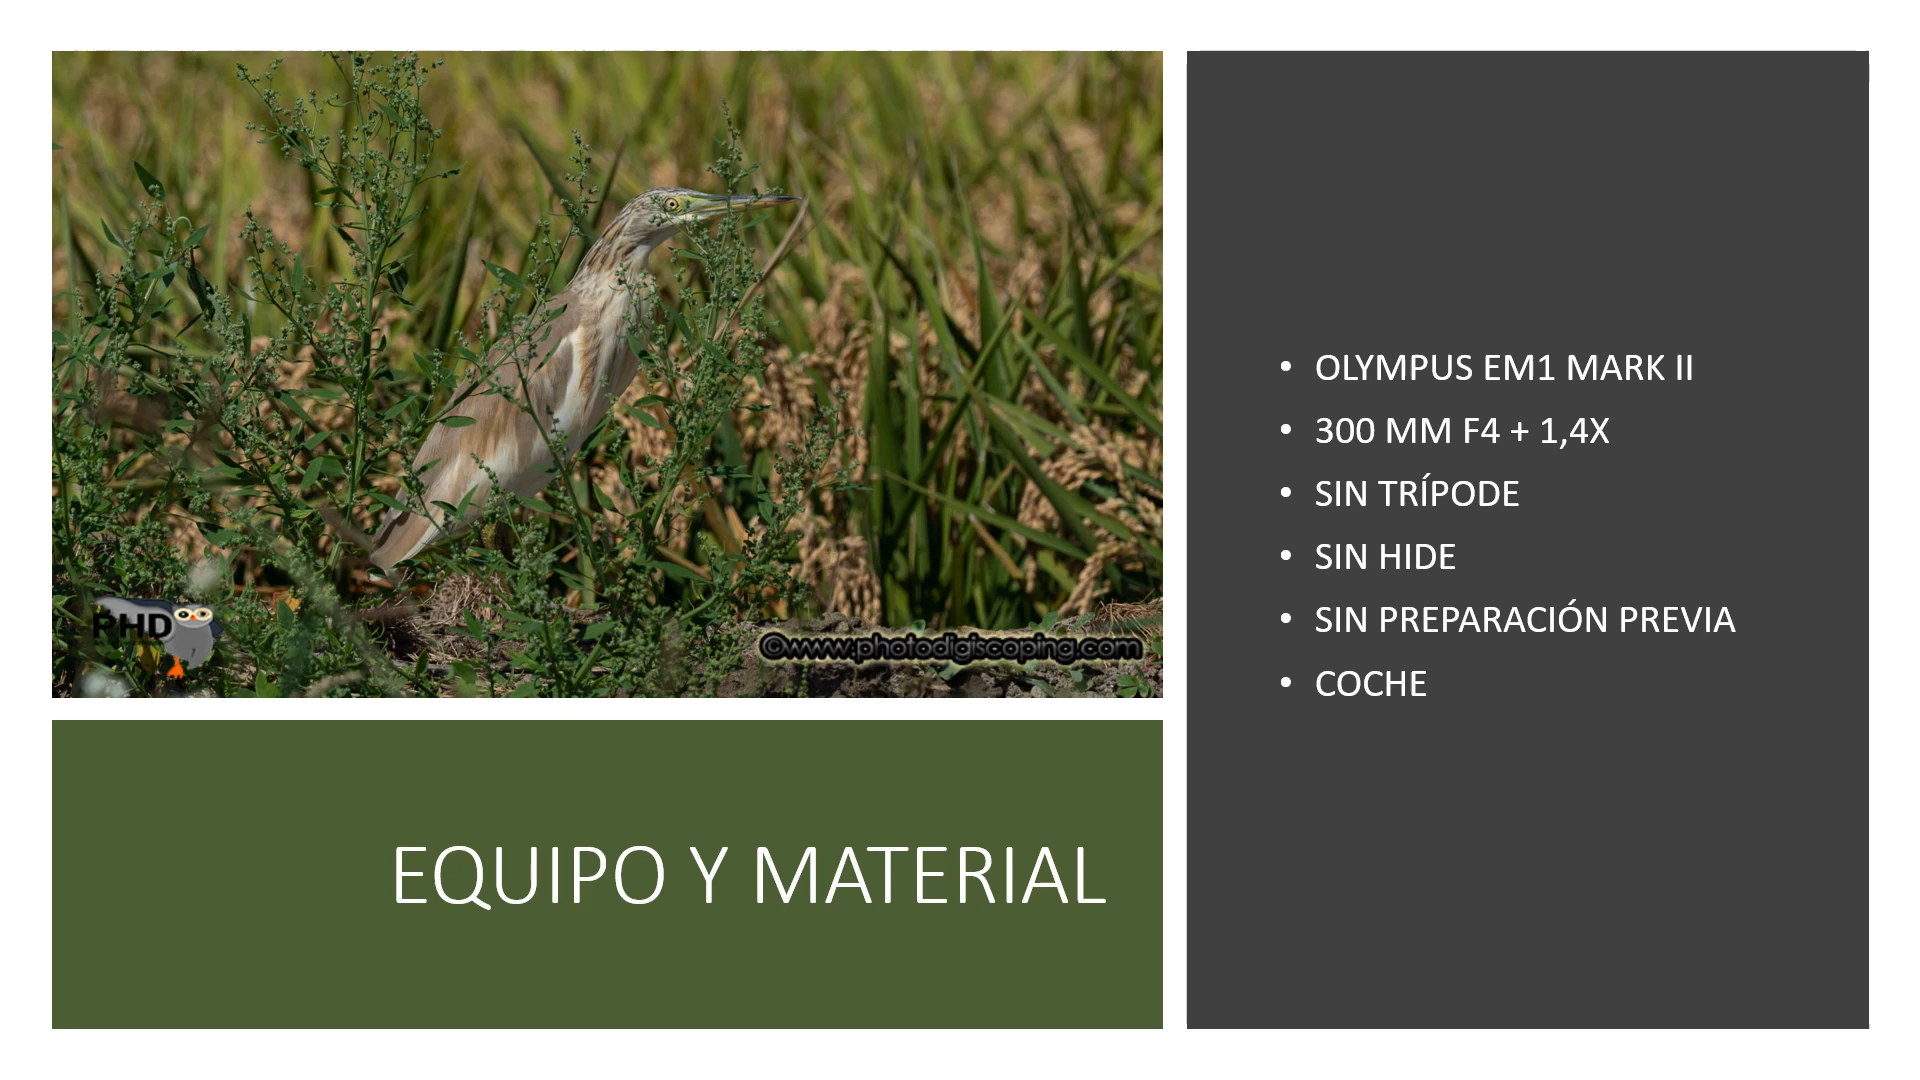 PHD
©www.photodigiscoping.com
EQUIPO Y MATERIAL
• OLYMPUS EM1 MARK II
• 300 MM F4 + 1,4X
• SIN TRÍPODE
• SIN HIDE
• SIN PREPARACIÓN PREVIA
• COCHE